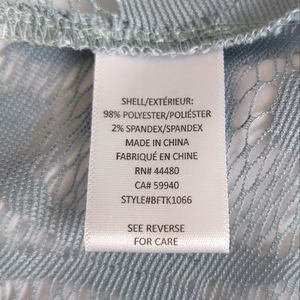 SHELL/EXTÉRIEUR:
98% POLYESTER/POLIÉSTER
2% SPANDEX/SPANDEX
MADE IN CHINA
FABRIQUÉ EN CHINE
RN# 44480
CA# 59940
STYLE#BFTK1066
SEE REVERSE
FOR CARE